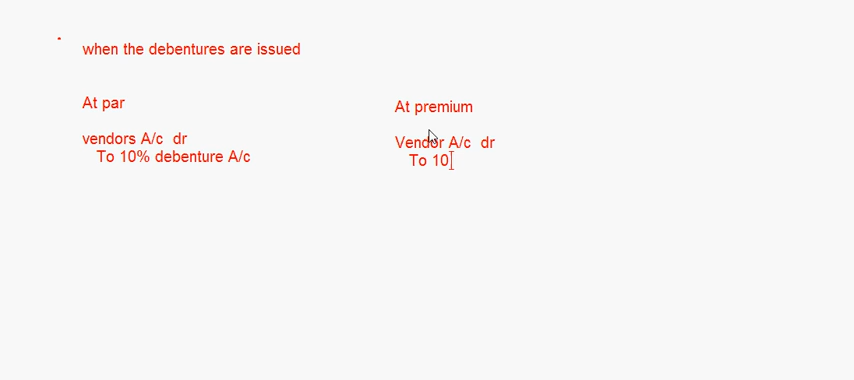 when the debentures are issued
At par
vendors A/c dr
To 10% debenture A/c
At premium
Vendor A/c dr
To 10